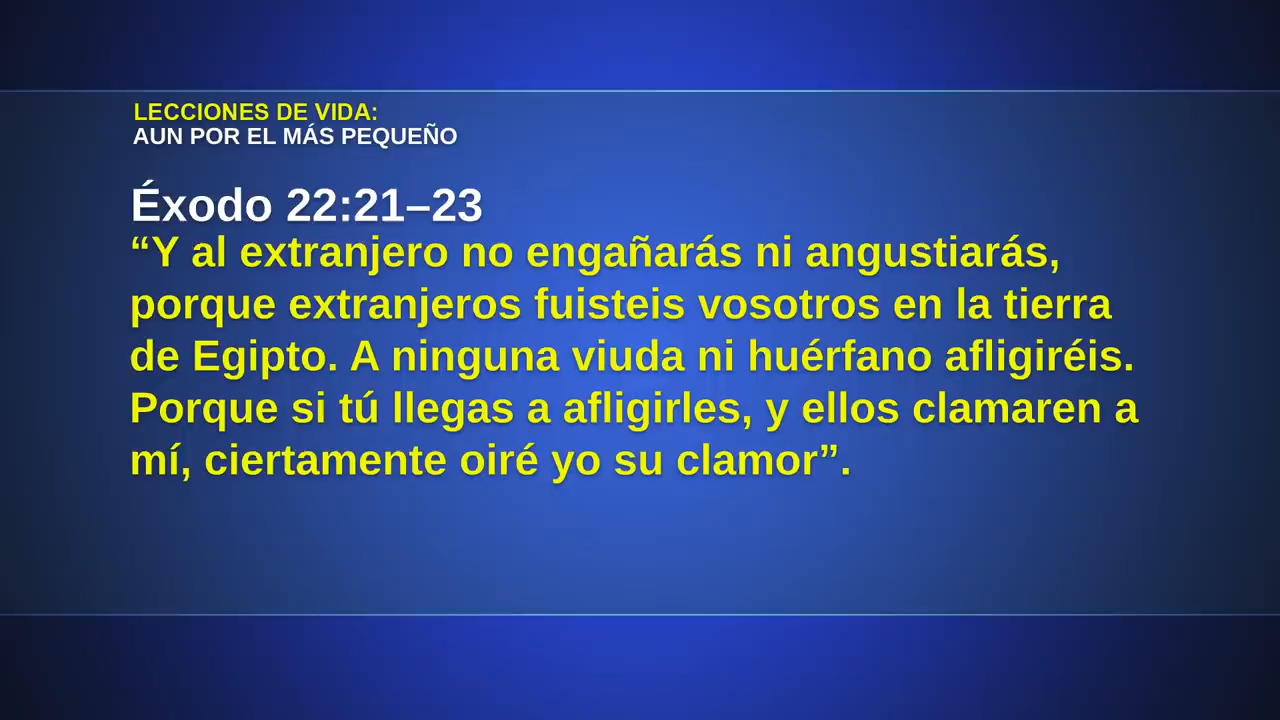 LECCIONES DE VIDA:
AUN POR EL MÁS PEQUEÑO
Éxodo 22:21–23
“Y al extranjero no engañarás ni angustiarás,
porque extranjeros fuisteis vosotros en la tierra
de Egipto. A ninguna viuda ni huérfano afligiréis.
Porque si tú llegas a afligirles, y ellos clamaren a
mí, ciertamente oiré yo su clamor”.